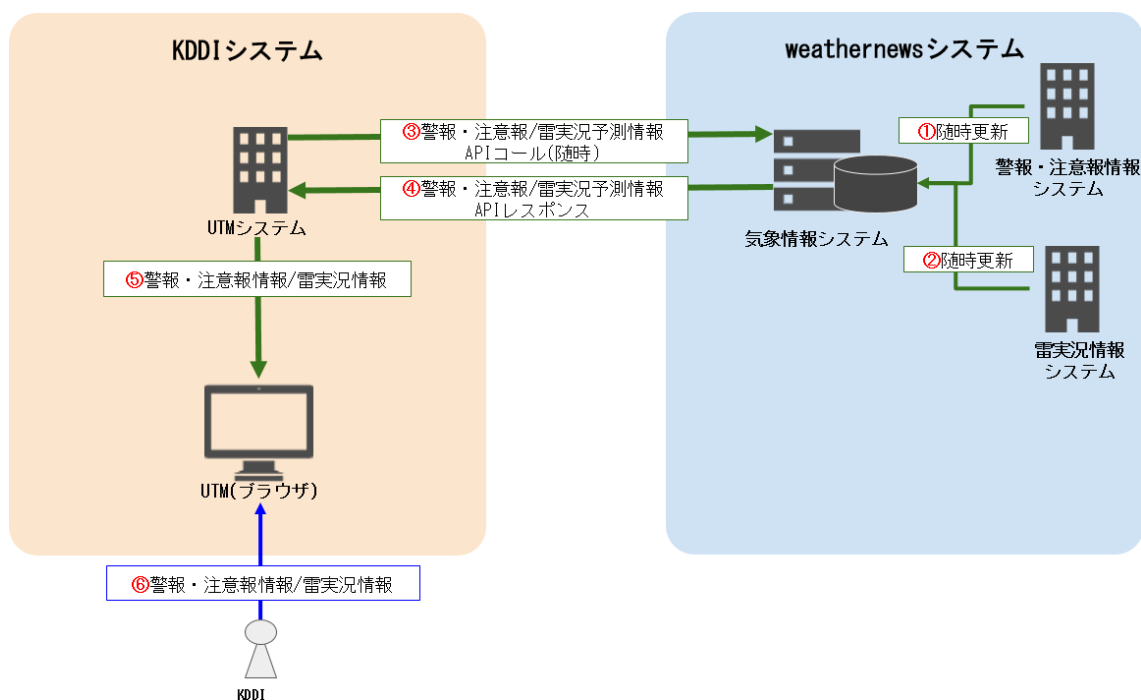 KDDIシステム
weathernewsシステム
③警報・注意報/雷実況予測情報
APIコール(随時)
①随時更新
警報・注意報情報
システム
④警報・注意報/雷実況予測情報
APIレスポンス
UTMシステム
気象情報システム
②随時更新
⑤警報・注意報情報/雷実況情報
雷実況情報
システム
UTM(ブラウザ)
⑥警報・注意報情報/雷実況情報
KDDI